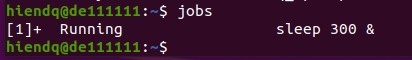 hiendq@de111111:~$ jobs
[1]+  Running                 sleep 300 &
hiendq@de111111:~$